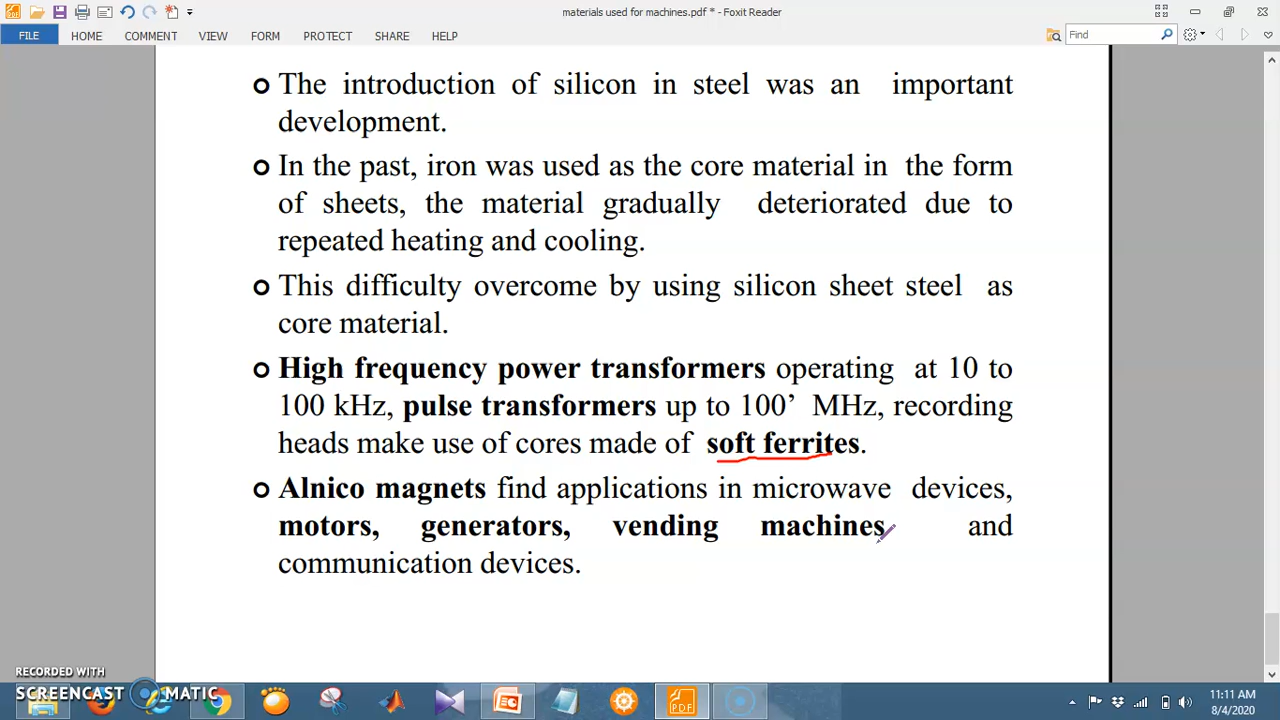 materials used for machines.pdf * - Foxit Reader
FILE HOME COMMENT VIEW FORM PROTECT SHARE HELP Find
The introduction of silicon in steel was an important
development.
In the past, iron was used as the core material in the form
of sheets, the material gradually deteriorated due to
repeated heating and cooling.
This difficulty overcome by using silicon sheet steel as
core material.
High frequency power transformers operating at 10 to
100 kHz, pulse transformers up to 100’ MHz, recording
heads make use of cores made of soft ferrites.
Alnico magnets find applications in microwave devices,
motors, generators, vending machines and
communication devices.
RECORDED WITH
SCREENCAST MATIC
PDF
11:11 AM
8/4/2020